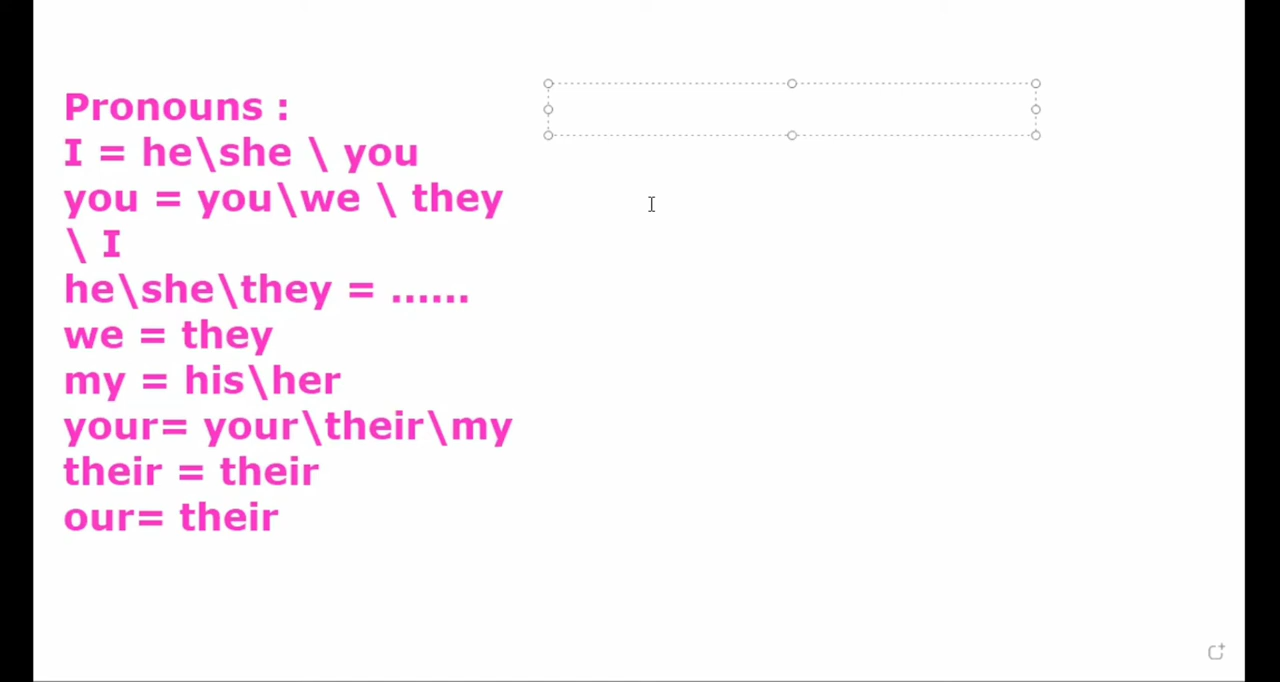 Pronouns :
I = he\she \ you
you = you\we \ they
\ I
he\she\they = ......
we = they
my = his\her
your= your\their\my
their = their
our= their